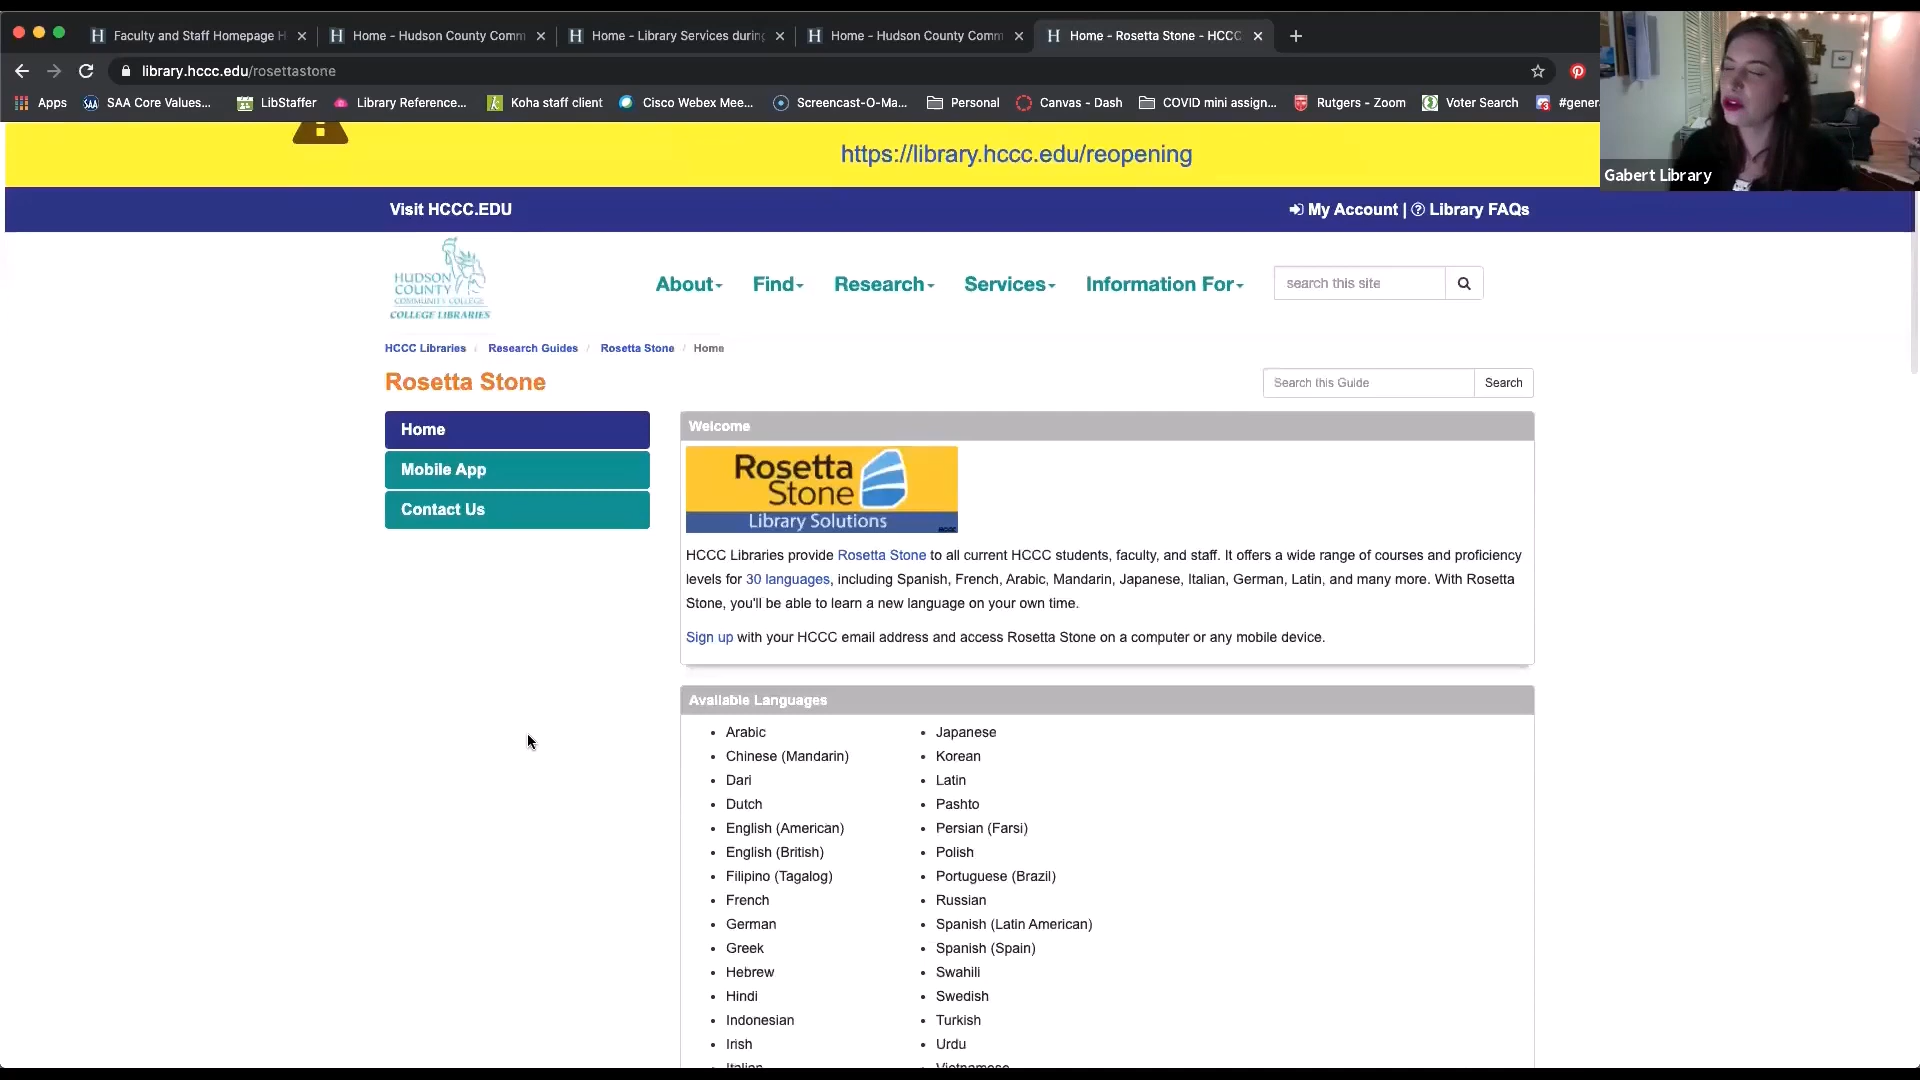 Faculty and Staff Homepage H
Home - Hudson County Comm
Home - Library Services during
Home - Hudson County Comm
Home - Rosetta Stone - HCCC
library.hccc.edu/rosettastone
Apps
SAA Core Values...
LibStaffer
Library Reference...
Koha staff client
Cisco Webex Mee...
Screencast-O-Ma...
Personal
Canvas - Dash
COVID mini assign...
Rutgers - Zoom
Voter Search
#gener
Gabert Library
https://library.hccc.edu/reopening
Visit HCCC.EDU
My Account | Library FAQs
HUDSON
COUNTY
COMMUNITY COLLEGE
COLLEGE LIBRARIES
About
Find
Research
Services
Information For
search this site
HCCC Libraries / Research Guides / Rosetta Stone / Home
Rosetta Stone
Search this Guide
Search
Home
Mobile App
Contact Us
Welcome
Rosetta
Stone
Library Solutions
HCCC Libraries provide Rosetta Stone to all current HCCC students, faculty, and staff. It offers a wide range of courses and proficiency
levels for 30 languages, including Spanish, French, Arabic, Mandarin, Japanese, Italian, German, Latin, and many more. With Rosetta
Stone, you'll be able to learn a new language on your own time.
Sign up with your HCCC email address and access Rosetta Stone on a computer or any mobile device.
Available Languages
Arabic
Chinese (Mandarin)
Dari
Dutch
English (American)
English (British)
Filipino (Tagalog)
French
German
Greek
Hebrew
Hindi
Indonesian
Irish
Italian
Japanese
Korean
Latin
Pashto
Persian (Farsi)
Polish
Portuguese (Brazil)
Russian
Spanish (Latin American)
Spanish (Spain)
Swahili
Swedish
Turkish
Urdu
Vietnamese